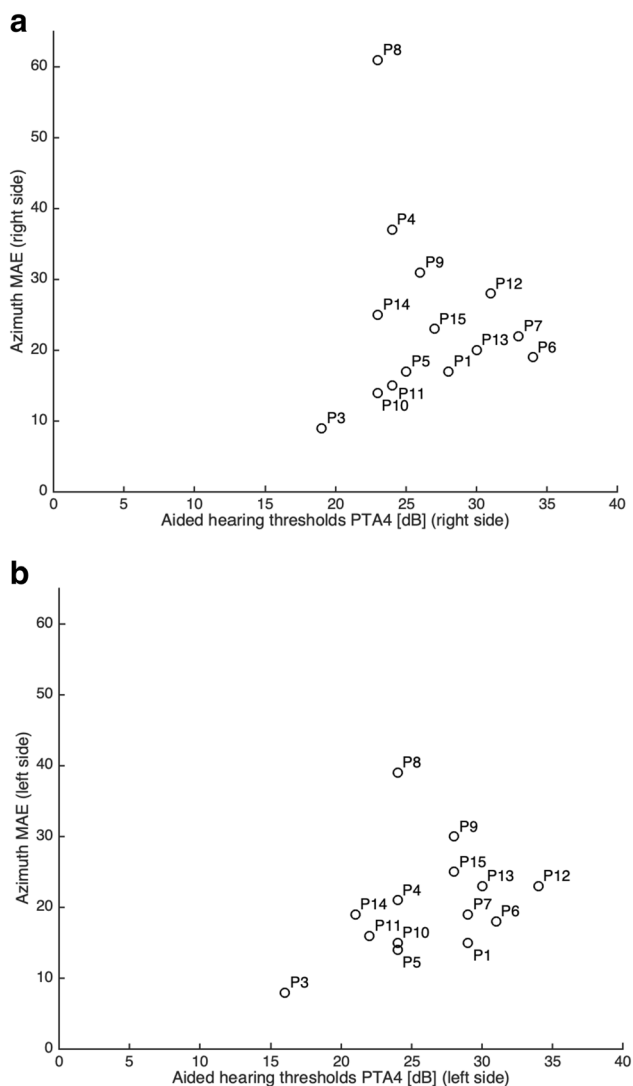 a
P8
60
50
40
P4
P9
30
P12
P14
P15
P7
P13
P6
20
P5
P1
P11
P10
P3
10
0
Azimuth MAE (right side)
0 5 10 15 20 25 30 35 40
Aided hearing thresholds PTA4 [dB] (right side)
b
60
50
40
P8
P9
30
P15
P13
P12
P4
P14
P7
P6
20
P11
P10
P5
P1
P3
10
0
Azimuth MAE (left side)
0 5 10 15 20 25 30 35 40
Aided hearing thresholds PTA4 [dB] (left side)